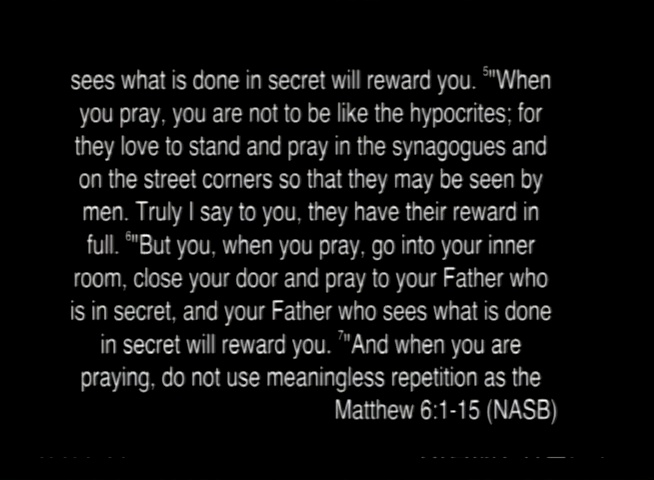 sees what is done in secret will reward you. ⁵"When
you pray, you are not to be like the hypocrites; for
they love to stand and pray in the synagogues and
on the street corners so that they may be seen by
men. Truly I say to you, they have their reward in
full. ⁶"But you, when you pray, go into your inner
room, close your door and pray to your Father who
is in secret, and your Father who sees what is done
in secret will reward you. ⁷"And when you are
praying, do not use meaningless repetition as the
Matthew 6:1-15 (NASB)